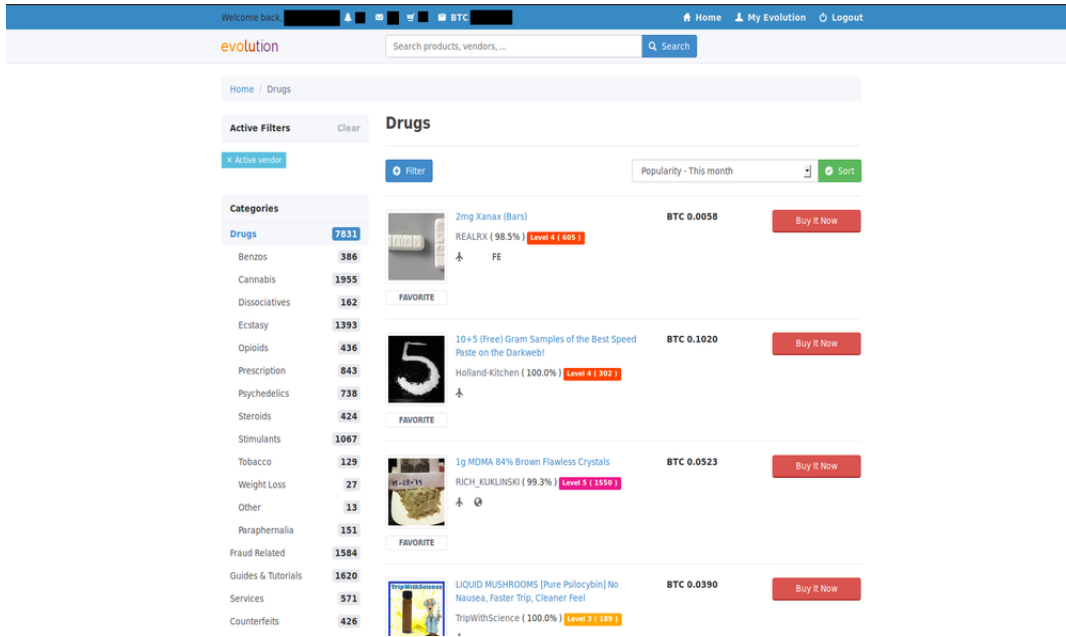 Welcome back,
BTC
Home
My Evolution
Logout
evolution
Search products, vendors, ...
Search
Home / Drugs
Active Filters
Clear
× Active vendor
Categories
Drugs 7831
Benzos 386
Cannabis 1955
Dissociatives 162
Ecstasy 1393
Opioids 436
Prescription 843
Psychedelics 738
Steroids 424
Stimulants 1067
Tobacco 129
Weight Loss 27
Other 13
Paraphernalia 151
Fraud Related 1584
Guides & Tutorials 1620
Services 571
Counterfeits 426
Drugs
Filter
Popularity - This month
Sort
2mg Xanax (Bars)
REALRX ( 98.5% ) Level 4 ( 605 )
FE
BTC 0.0058
Buy It Now
FAVORITE
10+5 (Free) Gram Samples of the Best Speed
Paste on the Darkweb!
Holland-Kitchen ( 100.0% ) Level 4 ( 302 )
BTC 0.1020
Buy It Now
5
FAVORITE
1g MDMA 84% Brown Flawless Crystals
RICH_KUKLINSKI ( 99.3% ) Level 5 ( 1550 )
BTC 0.0523
Buy It Now
FAVORITE
LIQUID MUSHROOMS [Pure Psilocybin] No
Nausea, Faster Trip, Cleaner Feel
TripWithScience ( 100.0% ) Level 3 ( 189 )
BTC 0.0390
Buy It Now
TripWithScience